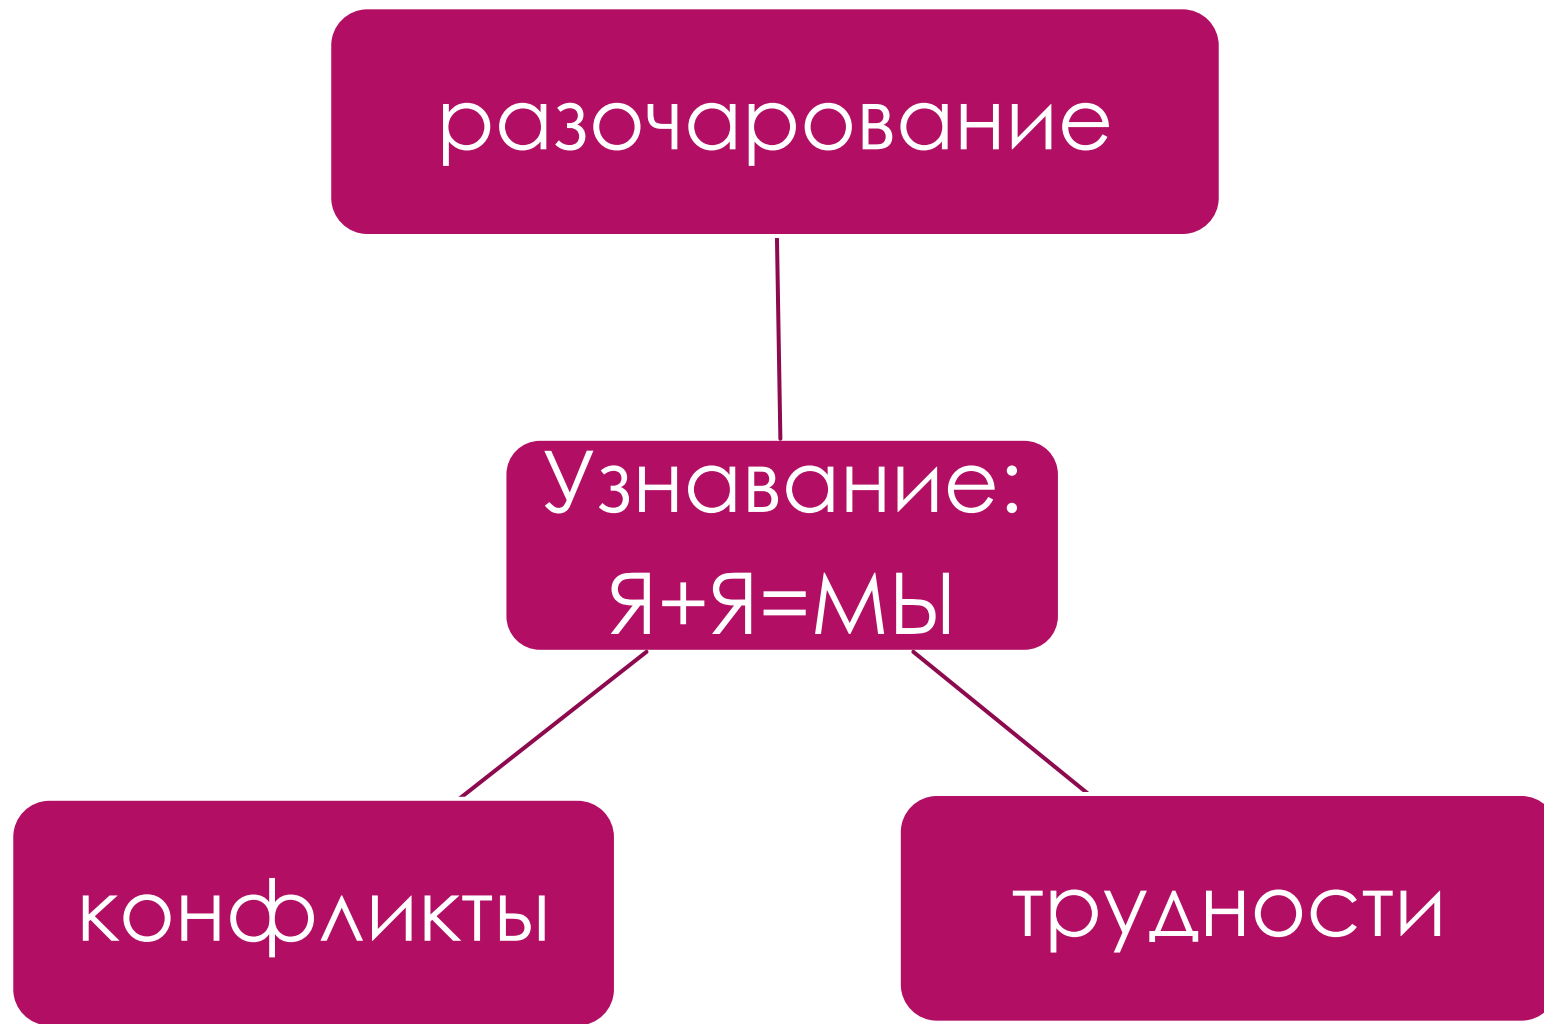 разочарование
Узнавание:
Я+Я=МЫ
конфликты
трудности